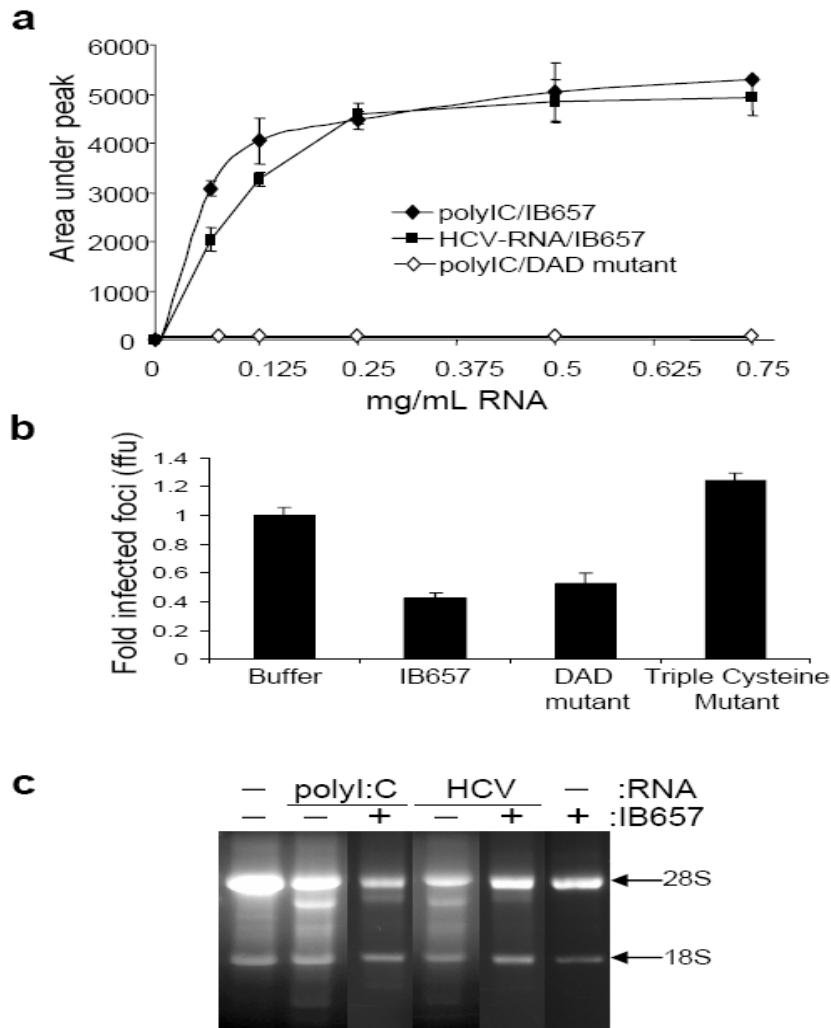 a
6000
5000
4000
3000
2000
1000
0
Area under peak
polyIC/IB657
HCV-RNA/IB657
polyIC/DAD mutant
0 0.125 0.25 0.375 0.5 0.625 0.75
mg/mL RNA
b
1.4
1.2
1
0.8
0.6
0.4
0.2
0
Fold infected foci (ffu)
Buffer IB657 DAD mutant Triple Cysteine Mutant
c
— polyI:C HCV — :RNA
— — + — + + :IB657
28S
18S